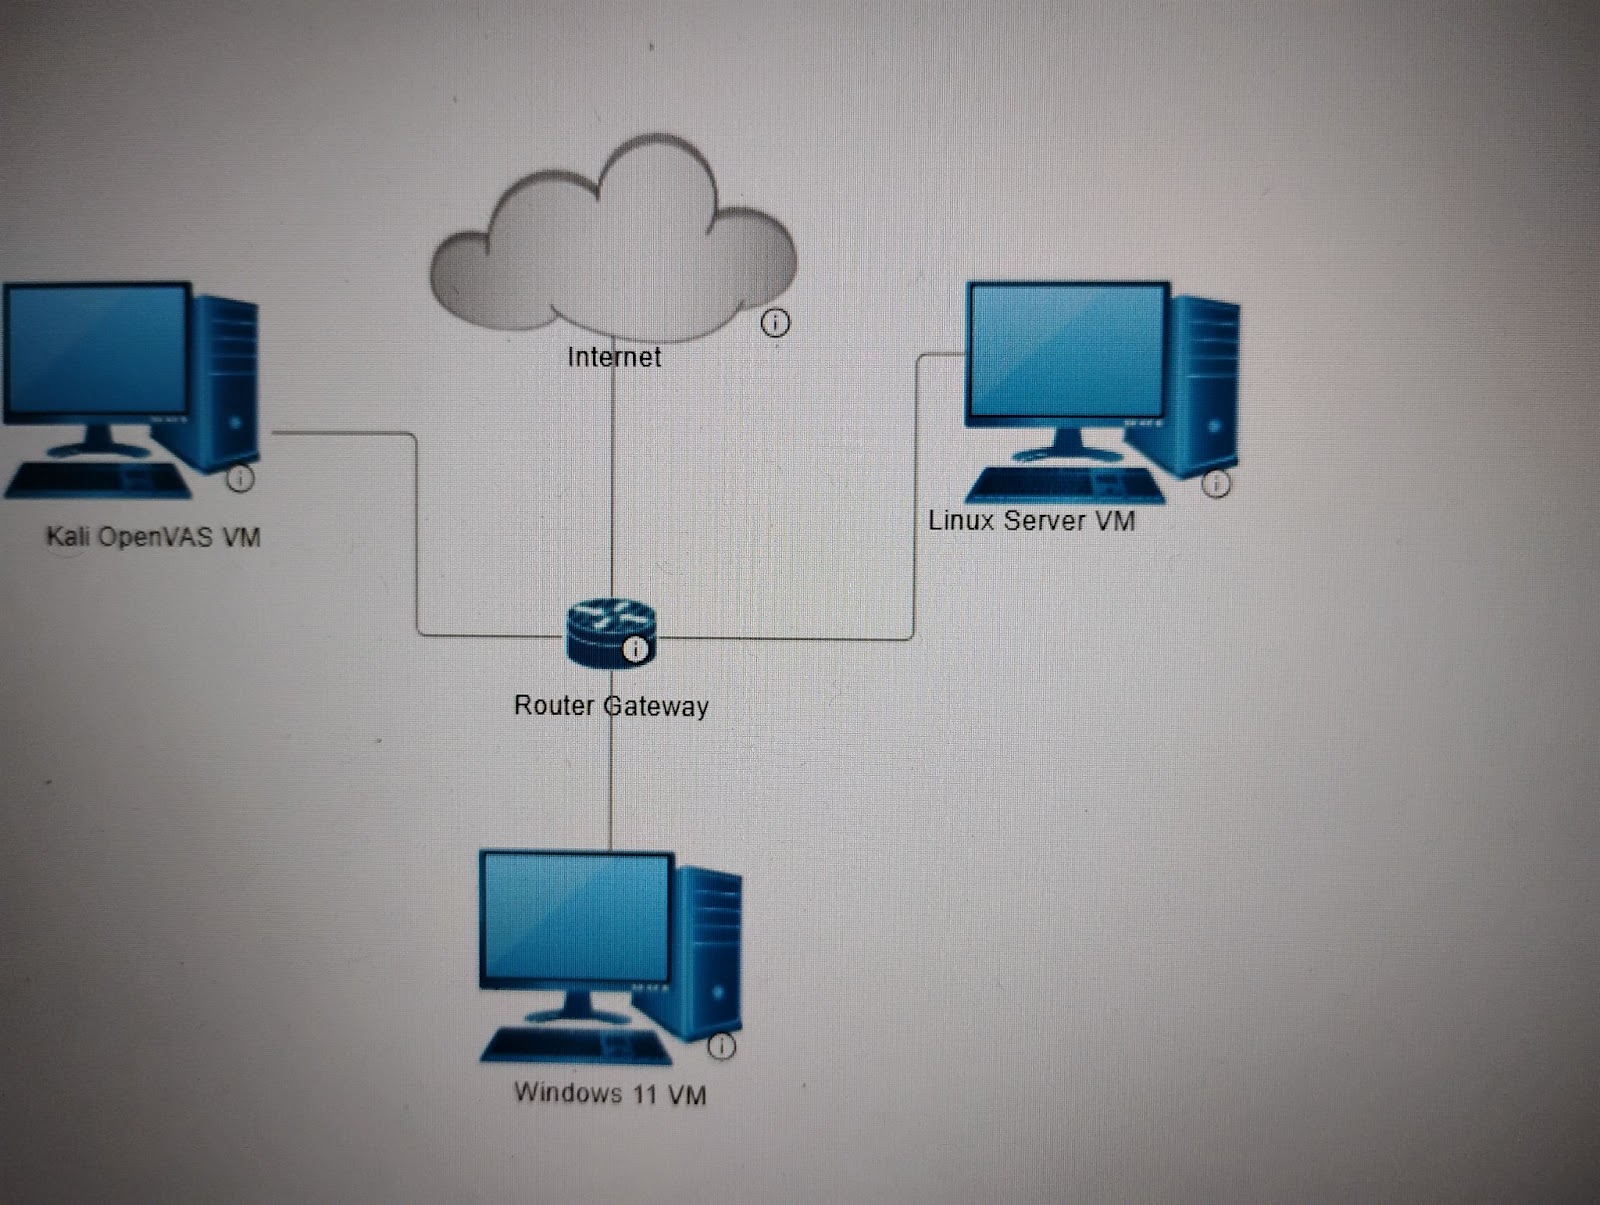 Internet
Kali OpenVAS VM
Linux Server VM
Router Gateway
Windows 11 VM